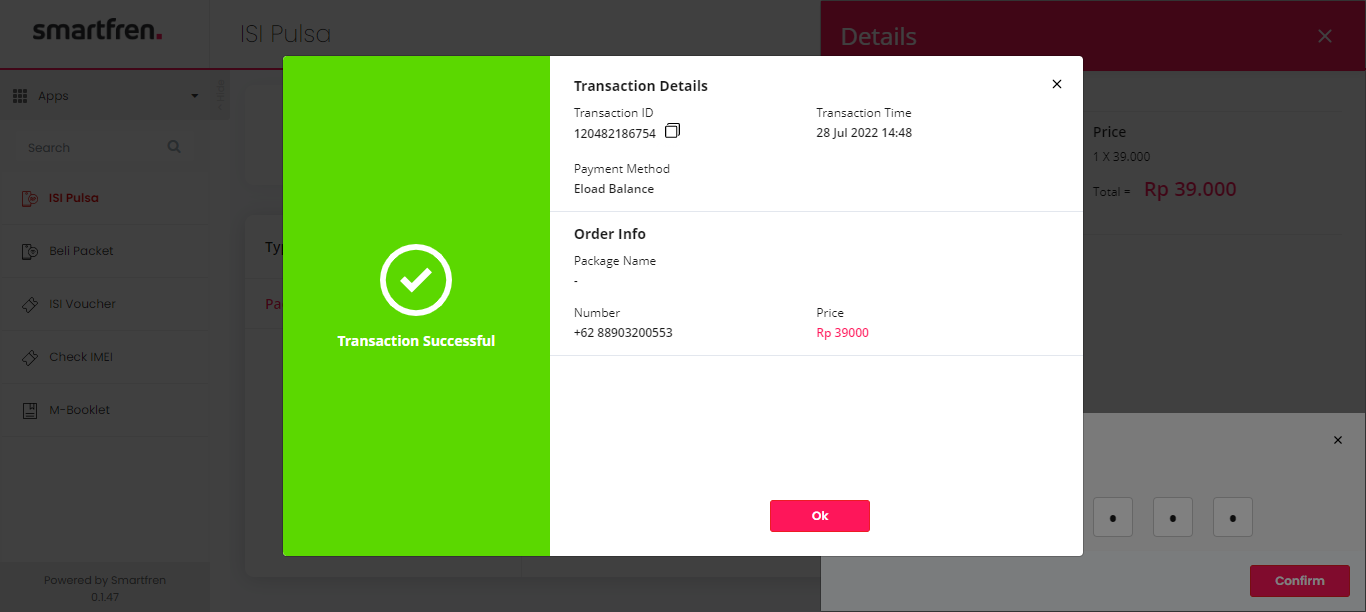 smartfren.
ISI Pulsa
Details
Apps
Search
ISI Pulsa
Beli Packet
ISI Voucher
Check IMEI
M-Booklet
Powered by Smartfren
0.1.47
Transaction Successful
Transaction Details
Transaction ID
120482186754
Transaction Time
28 Jul 2022 14:48
Payment Method
Eload Balance
Order Info
Package Name
-
Number
+62 88903200553
Price
Rp 39000
Ok
Price
1 X 39.000
Total = Rp 39.000
Confirm